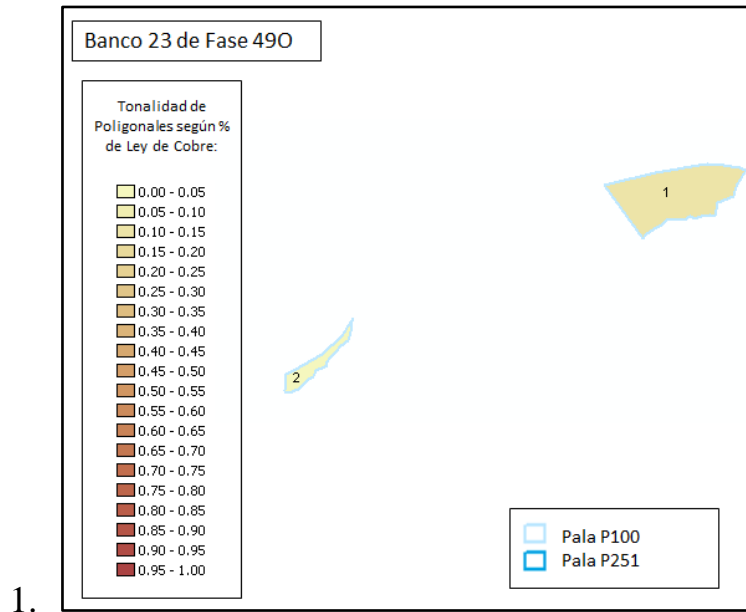 Banco 23 de Fase 49O
Tonalidad de
Poligonales según %
de Ley de Cobre:
0.00 - 0.05
0.05 - 0.10
0.10 - 0.15
0.15 - 0.20
0.20 - 0.25
0.25 - 0.30
0.30 - 0.35
0.35 - 0.40
0.40 - 0.45
0.45 - 0.50
0.50 - 0.55
0.55 - 0.60
0.60 - 0.65
0.65 - 0.70
0.70 - 0.75
0.75 - 0.80
0.80 - 0.85
0.85 - 0.90
0.90 - 0.95
0.95 - 1.00
1
2
Pala P100
Pala P251
1.